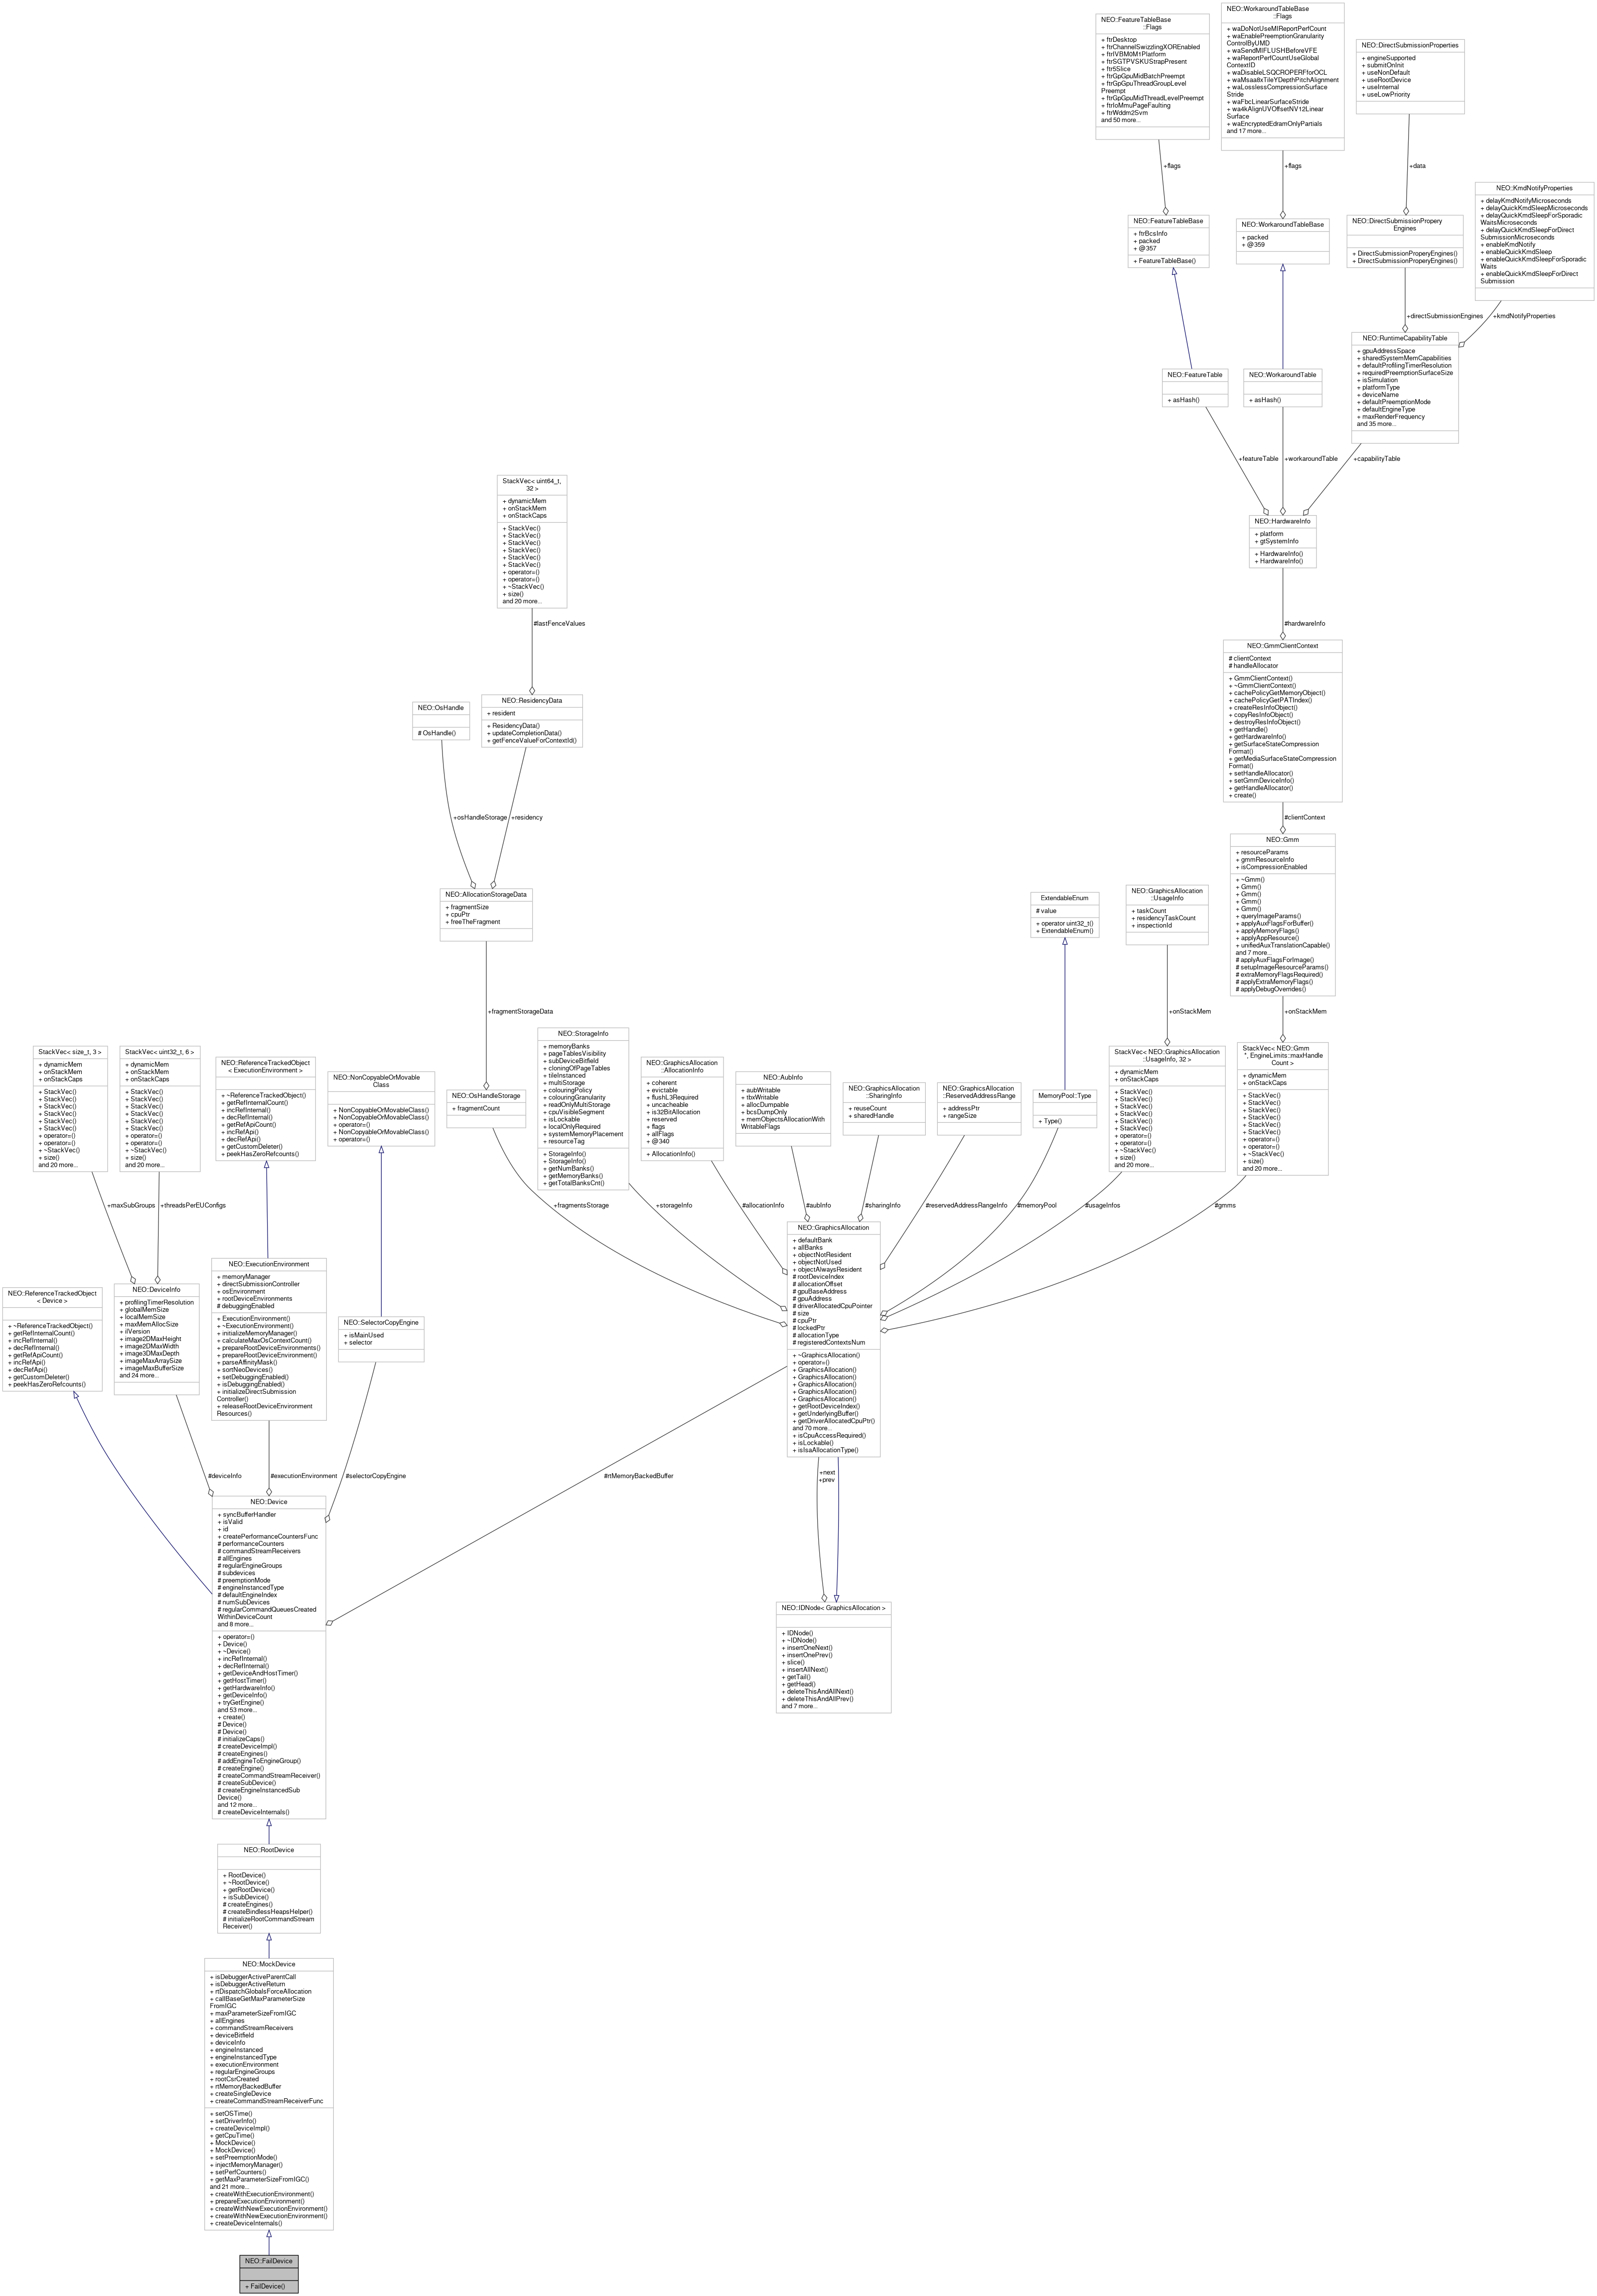 NEO::FeatureTableBase
::Flags
+ ftrDesktop
+ ftrChannelSwizzlingXOREnabled
+ ftrIVBM0M1Platform
+ ftrSGTPVSKUStrapPresent
+ ftr5Slice
+ ftrGpGpuMidBatchPreempt
+ ftrGpGpuThreadGroupLevel
Preempt
+ ftrGpGpuMidThreadLevelPreempt
+ ftrIoMmuPageFaulting
+ ftrWddm2Svm
and 50 more...
NEO::WorkaroundTableBase
::Flags
+ waDoNotUseMIReportPerfCount
+ waEnablePreemptionGranularity
ControlByUMD
+ waSendMIFLUSHBeforeVFE
+ waReportPerfCountUseGlobal
ContextID
+ waDisableLSQCROPERFforOCL
+ waMsaa8xTileYDepthPitchAlignment
+ waLosslessCompressionSurface
Stride
+ waFbcLinearSurfaceStride
+ wa4kAlignUVOffsetNV12Linear
Surface
+ waEncryptedEdramOnlyPartials
and 17 more...
NEO::DirectSubmissionProperties
+ engineSupported
+ submitOnInit
+ useNonDefault
+ useRootDevice
+ useInternal
+ useLowPriority
+flags
+flags
+data
NEO::KmdNotifyProperties
+ delayKmdNotifyMicroseconds
+ delayQuickKmdSleepMicroseconds
+ delayQuickKmdSleepForSporadic
WaitsMicroseconds
+ delayQuickKmdSleepForDirect
SubmissionMicroseconds
+ enableKmdNotify
+ enableQuickKmdSleep
+ enableQuickKmdSleepForSporadic
Waits
+ enableQuickKmdSleepForDirect
Submission
NEO::FeatureTableBase
+ ftrBcsInfo
+ packed
+ @357
+ FeatureTableBase()
NEO::WorkaroundTableBase
+ packed
+ @359
NEO::DirectSubmissionPropery
Engines
+ DirectSubmissionProperyEngines()
+ DirectSubmissionProperyEngines()
+directSubmissionEngines
+kmdNotifyProperties
NEO::FeatureTable
+ asHash()
NEO::WorkaroundTable
+ asHash()
NEO::RuntimeCapabilityTable
+ gpuAddressSpace
+ sharedSystemMemCapabilities
+ defaultProfilingTimerResolution
+ requiredPreemptionSurfaceSize
+ isSimulation
+ platformType
+ deviceName
+ defaultPreemptionMode
+ defaultEngineType
+ maxRenderFrequency
and 35 more...
+featureTable
+workaroundTable
+capabilityTable
StackVec< uint64_t,
32 >
+ dynamicMem
+ onStackMem
+ onStackCaps
+ StackVec()
+ StackVec()
+ StackVec()
+ StackVec()
+ StackVec()
+ StackVec()
+ operator=()
+ operator=()
+ ~StackVec()
+ size()
and 20 more...
NEO::HardwareInfo
+ platform
+ gtSystemInfo
+ HardwareInfo()
+ HardwareInfo()
#lastFenceValues
#hardwareInfo
NEO::GmmClientContext
# clientContext
# handleAllocator
+ GmmClientContext()
+ ~GmmClientContext()
+ cachePolicyGetMemoryObject()
+ cachePolicyGetPATIndex()
+ createResInfoObject()
+ copyResInfoObject()
+ destroyResInfoObject()
+ getHandle()
+ getHardwareInfo()
+ getSurfaceStateCompression
Format()
+ getMediaSurfaceStateCompression
Format()
+ setHandleAllocator()
+ setGmmDeviceInfo()
+ getHandleAllocator()
+ create()
NEO::OsHandle
# OsHandle()
NEO::ResidencyData
+ resident
+ ResidencyData()
+ updateCompletionData()
+ getFenceValueForContextId()
+osHandleStorage
+residency
#clientContext
NEO::Gmm
+ resourceParams
+ gmmResourceInfo
+ isCompressionEnabled
+ ~Gmm()
+ Gmm()
+ Gmm()
+ Gmm()
+ Gmm()
+ queryImageParams()
+ applyAuxFlagsForBuffer()
+ applyMemoryFlags()
+ applyAppResource()
+ unifiedAuxTranslationCapable()
and 7 more...
# applyAuxFlagsForImage()
# setupImageResourceParams()
# extraMemoryFlagsRequired()
# applyExtraMemoryFlags()
# applyDebugOverrides()
NEO::AllocationStorageData
+ fragmentSize
+ cpuPtr
+ freeTheFragment
ExtendableEnum
# value
+ operator uint32_t()
+ ExtendableEnum()
NEO::GraphicsAllocation
::UsageInfo
+ taskCount
+ residencyTaskCount
+ inspectionId
+fragmentStorageData
+onStackMem
+onStackMem
StackVec< size_t, 3 >
+ dynamicMem
+ onStackMem
+ onStackCaps
+ StackVec()
+ StackVec()
+ StackVec()
+ StackVec()
+ StackVec()
+ StackVec()
+ operator=()
+ operator=()
+ ~StackVec()
+ size()
and 20 more...
StackVec< uint32_t, 6 >
+ dynamicMem
+ onStackMem
+ onStackCaps
+ StackVec()
+ StackVec()
+ StackVec()
+ StackVec()
+ StackVec()
+ StackVec()
+ operator=()
+ operator=()
+ ~StackVec()
+ size()
and 20 more...
NEO::ReferenceTrackedObject
< ExecutionEnvironment >
+ ~ReferenceTrackedObject()
+ getRefInternalCount()
+ incRefInternal()
+ decRefInternal()
+ getRefApiCount()
+ incRefApi()
+ decRefApi()
+ getCustomDeleter()
+ peekHasZeroRefcounts()
NEO::NonCopyableOrMovable
Class
+ NonCopyableOrMovableClass()
+ NonCopyableOrMovableClass()
+ operator=()
+ NonCopyableOrMovableClass()
+ operator=()
NEO::OsHandleStorage
+ fragmentCount
NEO::StorageInfo
+ memoryBanks
+ pageTablesVisibility
+ subDeviceBitfield
+ cloningOfPageTables
+ tileInstanced
+ multiStorage
+ colouringPolicy
+ colouringGranularity
+ readOnlyMultiStorage
+ cpuVisibleSegment
+ isLockable
+ localOnlyRequired
+ systemMemoryPlacement
+ resourceTag
+ StorageInfo()
+ StorageInfo()
+ getNumBanks()
+ getMemoryBanks()
+ getTotalBanksCnt()
NEO::GraphicsAllocation
::AllocationInfo
+ coherent
+ evictable
+ flushL3Required
+ uncacheable
+ is32BitAllocation
+ reserved
+ flags
+ allFlags
+ @340
+ AllocationInfo()
NEO::AubInfo
+ aubWritable
+ tbxWritable
+ allocDumpable
+ bcsDumpOnly
+ memObjectsAllocationWith
WritableFlags
NEO::GraphicsAllocation
::SharingInfo
+ reuseCount
+ sharedHandle
NEO::GraphicsAllocation
::ReservedAddressRange
+ addressPtr
+ rangeSize
MemoryPool::Type
+ Type()
StackVec< NEO::GraphicsAllocation
::UsageInfo, 32 >
+ dynamicMem
+ onStackCaps
+ StackVec()
+ StackVec()
+ StackVec()
+ StackVec()
+ StackVec()
+ StackVec()
+ operator=()
+ operator=()
+ ~StackVec()
+ size()
and 20 more...
StackVec< NEO::Gmm
*, EngineLimits::maxHandle
Count >
+ dynamicMem
+ onStackCaps
+ StackVec()
+ StackVec()
+ StackVec()
+ StackVec()
+ StackVec()
+ StackVec()
+ operator=()
+ operator=()
+ ~StackVec()
+ size()
and 20 more...
+maxSubGroups
+threadsPerEUConfigs
+fragmentsStorage
+storageInfo
#allocationInfo
#aubInfo
#sharingInfo
#reservedAddressRangeInfo
#memoryPool
#usageInfos
#gmms
NEO::ReferenceTrackedObject
< Device >
+ ~ReferenceTrackedObject()
+ getRefInternalCount()
+ incRefInternal()
+ decRefInternal()
+ getRefApiCount()
+ incRefApi()
+ decRefApi()
+ getCustomDeleter()
+ peekHasZeroRefcounts()
NEO::DeviceInfo
+ profilingTimerResolution
+ globalMemSize
+ localMemSize
+ maxMemAllocSize
+ ilVersion
+ image2DMaxHeight
+ image2DMaxWidth
+ image3DMaxDepth
+ imageMaxArraySize
+ imageMaxBufferSize
and 24 more...
NEO::ExecutionEnvironment
+ memoryManager
+ directSubmissionController
+ osEnvironment
+ rootDeviceEnvironments
# debuggingEnabled
+ ExecutionEnvironment()
+ ~ExecutionEnvironment()
+ initializeMemoryManager()
+ calculateMaxOsContextCount()
+ prepareRootDeviceEnvironments()
+ prepareRootDeviceEnvironment()
+ parseAffinityMask()
+ sortNeoDevices()
+ setDebuggingEnabled()
+ isDebuggingEnabled()
+ initializeDirectSubmission
Controller()
+ releaseRootDeviceEnvironment
Resources()
NEO::SelectorCopyEngine
+ isMainUsed
+ selector
NEO::GraphicsAllocation
+ defaultBank
+ allBanks
+ objectNotResident
+ objectNotUsed
+ objectAlwaysResident
# rootDeviceIndex
# allocationOffset
# gpuBaseAddress
# gpuAddress
# driverAllocatedCpuPointer
# size
# cpuPtr
# lockedPtr
# allocationType
# registeredContextsNum
+ ~GraphicsAllocation()
+ operator=()
+ GraphicsAllocation()
+ GraphicsAllocation()
+ GraphicsAllocation()
+ GraphicsAllocation()
+ GraphicsAllocation()
+ getRootDeviceIndex()
+ getUnderlyingBuffer()
+ getDriverAllocatedCpuPtr()
and 70 more...
+ isCpuAccessRequired()
+ isLockable()
+ isIsaAllocationType()
#deviceInfo
#executionEnvironment
#selectorCopyEngine
#rtMemoryBackedBuffer
+next
+prev
NEO::Device
+ syncBufferHandler
+ isValid
+ id
+ createPerformanceCountersFunc
# performanceCounters
# commandStreamReceivers
# allEngines
# regularEngineGroups
# subdevices
# preemptionMode
# engineInstancedType
# defaultEngineIndex
# numSubDevices
# regularCommandQueuesCreated
WithinDeviceCount
and 8 more...
+ operator=()
+ Device()
+ ~Device()
+ incRefInternal()
+ decRefInternal()
+ getDeviceAndHostTimer()
+ getHostTimer()
+ getHardwareInfo()
+ getDeviceInfo()
+ tryGetEngine()
and 53 more...
+ create()
# Device()
# Device()
# initializeCaps()
# createDeviceImpl()
# createEngines()
# addEngineToEngineGroup()
# createEngine()
# createCommandStreamReceiver()
# createSubDevice()
# createEngineInstancedSub
Device()
and 12 more...
# createDeviceInternals()
NEO::IDNode< GraphicsAllocation >
+ IDNode()
+ ~IDNode()
+ insertOneNext()
+ insertOnePrev()
+ slice()
+ insertAllNext()
+ getTail()
+ getHead()
+ deleteThisAndAllNext()
+ deleteThisAndAllPrev()
and 7 more...
NEO::RootDevice
+ RootDevice()
+ ~RootDevice()
+ getRootDevice()
+ isSubDevice()
# createEngines()
# createBindlessHeapsHelper()
# initializeRootCommandStream
Receiver()
NEO::MockDevice
+ isDebuggerActiveParentCall
+ isDebuggerActiveReturn
+ rtDispatchGlobalsForceAllocation
+ callBaseGetMaxParameterSize
FromIGC
+ maxParameterSizeFromIGC
+ allEngines
+ commandStreamReceivers
+ deviceBitfield
+ deviceInfo
+ engineInstanced
+ engineInstancedType
+ executionEnvironment
+ regularEngineGroups
+ rootCsrCreated
+ rtMemoryBackedBuffer
+ createSingleDevice
+ createCommandStreamReceiverFunc
+ setOSTime()
+ setDriverInfo()
+ createDeviceImpl()
+ getCpuTime()
+ MockDevice()
+ MockDevice()
+ setPreemptionMode()
+ injectMemoryManager()
+ setPerfCounters()
+ getMaxParameterSizeFromIGC()
and 21 more...
+ createWithExecutionEnvironment()
+ prepareExecutionEnvironment()
+ createWithNewExecutionEnvironment()
+ createWithNewExecutionEnvironment()
+ createDeviceInternals()
NEO::FailDevice
+ FailDevice()